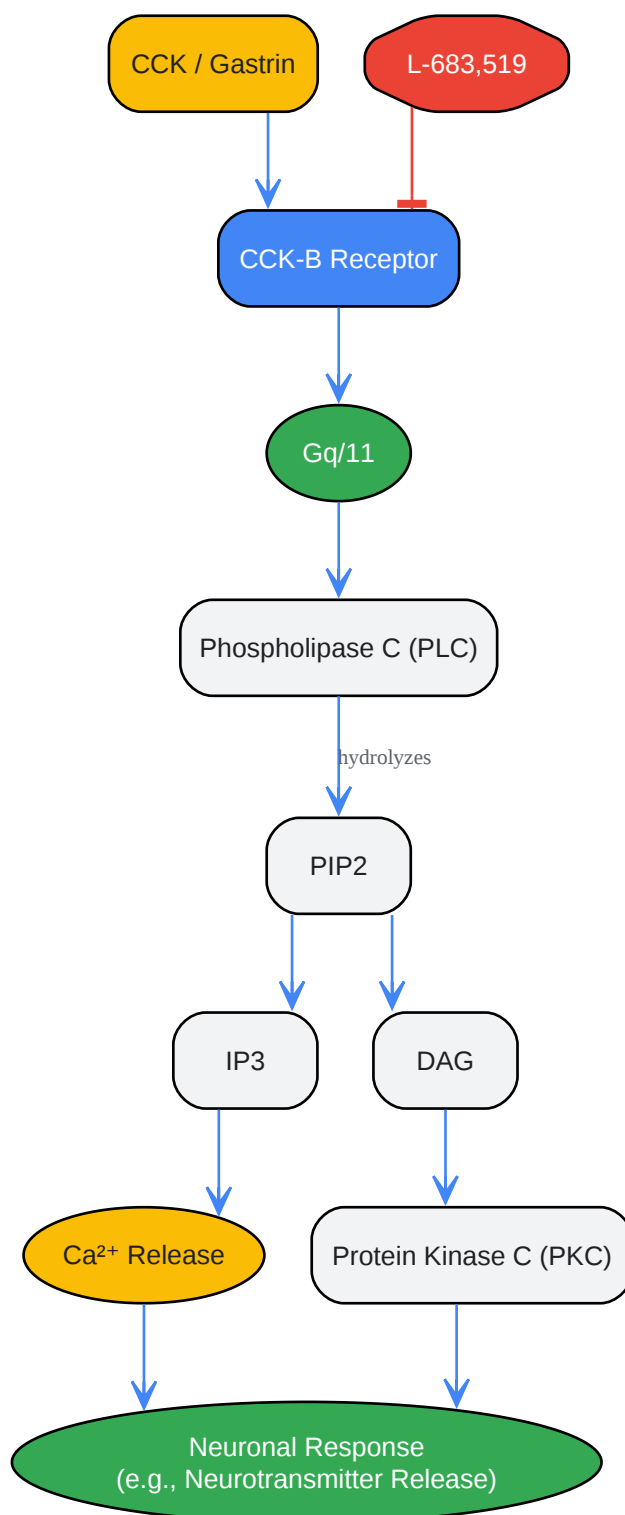 CCK / Gastrin
L-683,519
CCK-B Receptor
Gq/11
Phospholipase C (PLC)
hydrolyzes
PIP2
IP3
DAG
Ca²⁺ Release
Protein Kinase C (PKC)
Neuronal Response
(e.g., Neurotransmitter Release)